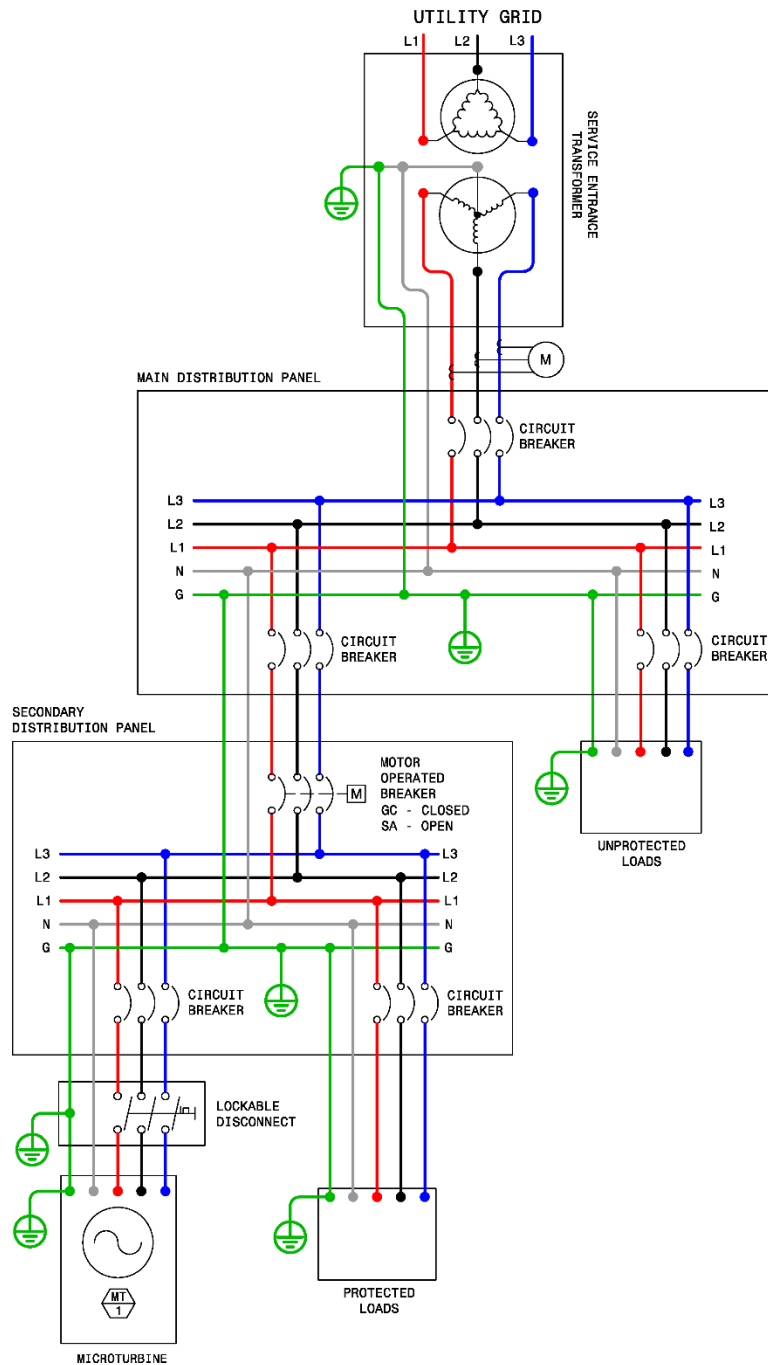 UTILITY GRID
L1 L2 L3
SERVICE ENTRANCE
TRANSFORMER
M
MAIN DISTRIBUTION PANEL
CIRCUIT
BREAKER
L3 L3
L2 L2
L1 L1
N N
G G
CIRCUIT
BREAKER
CIRCUIT
BREAKER
SECONDARY
DISTRIBUTION PANEL
MOTOR
OPERATED
BREAKER
GC - CLOSED
SA - OPEN
M
UNPROTECTED
LOADS
L3 L3
L2 L2
L1 L1
N N
G G
CIRCUIT
BREAKER
CIRCUIT
BREAKER
LOCKABLE
DISCONNECT
MT
1
MICROTURBINE
PROTECTED
LOADS